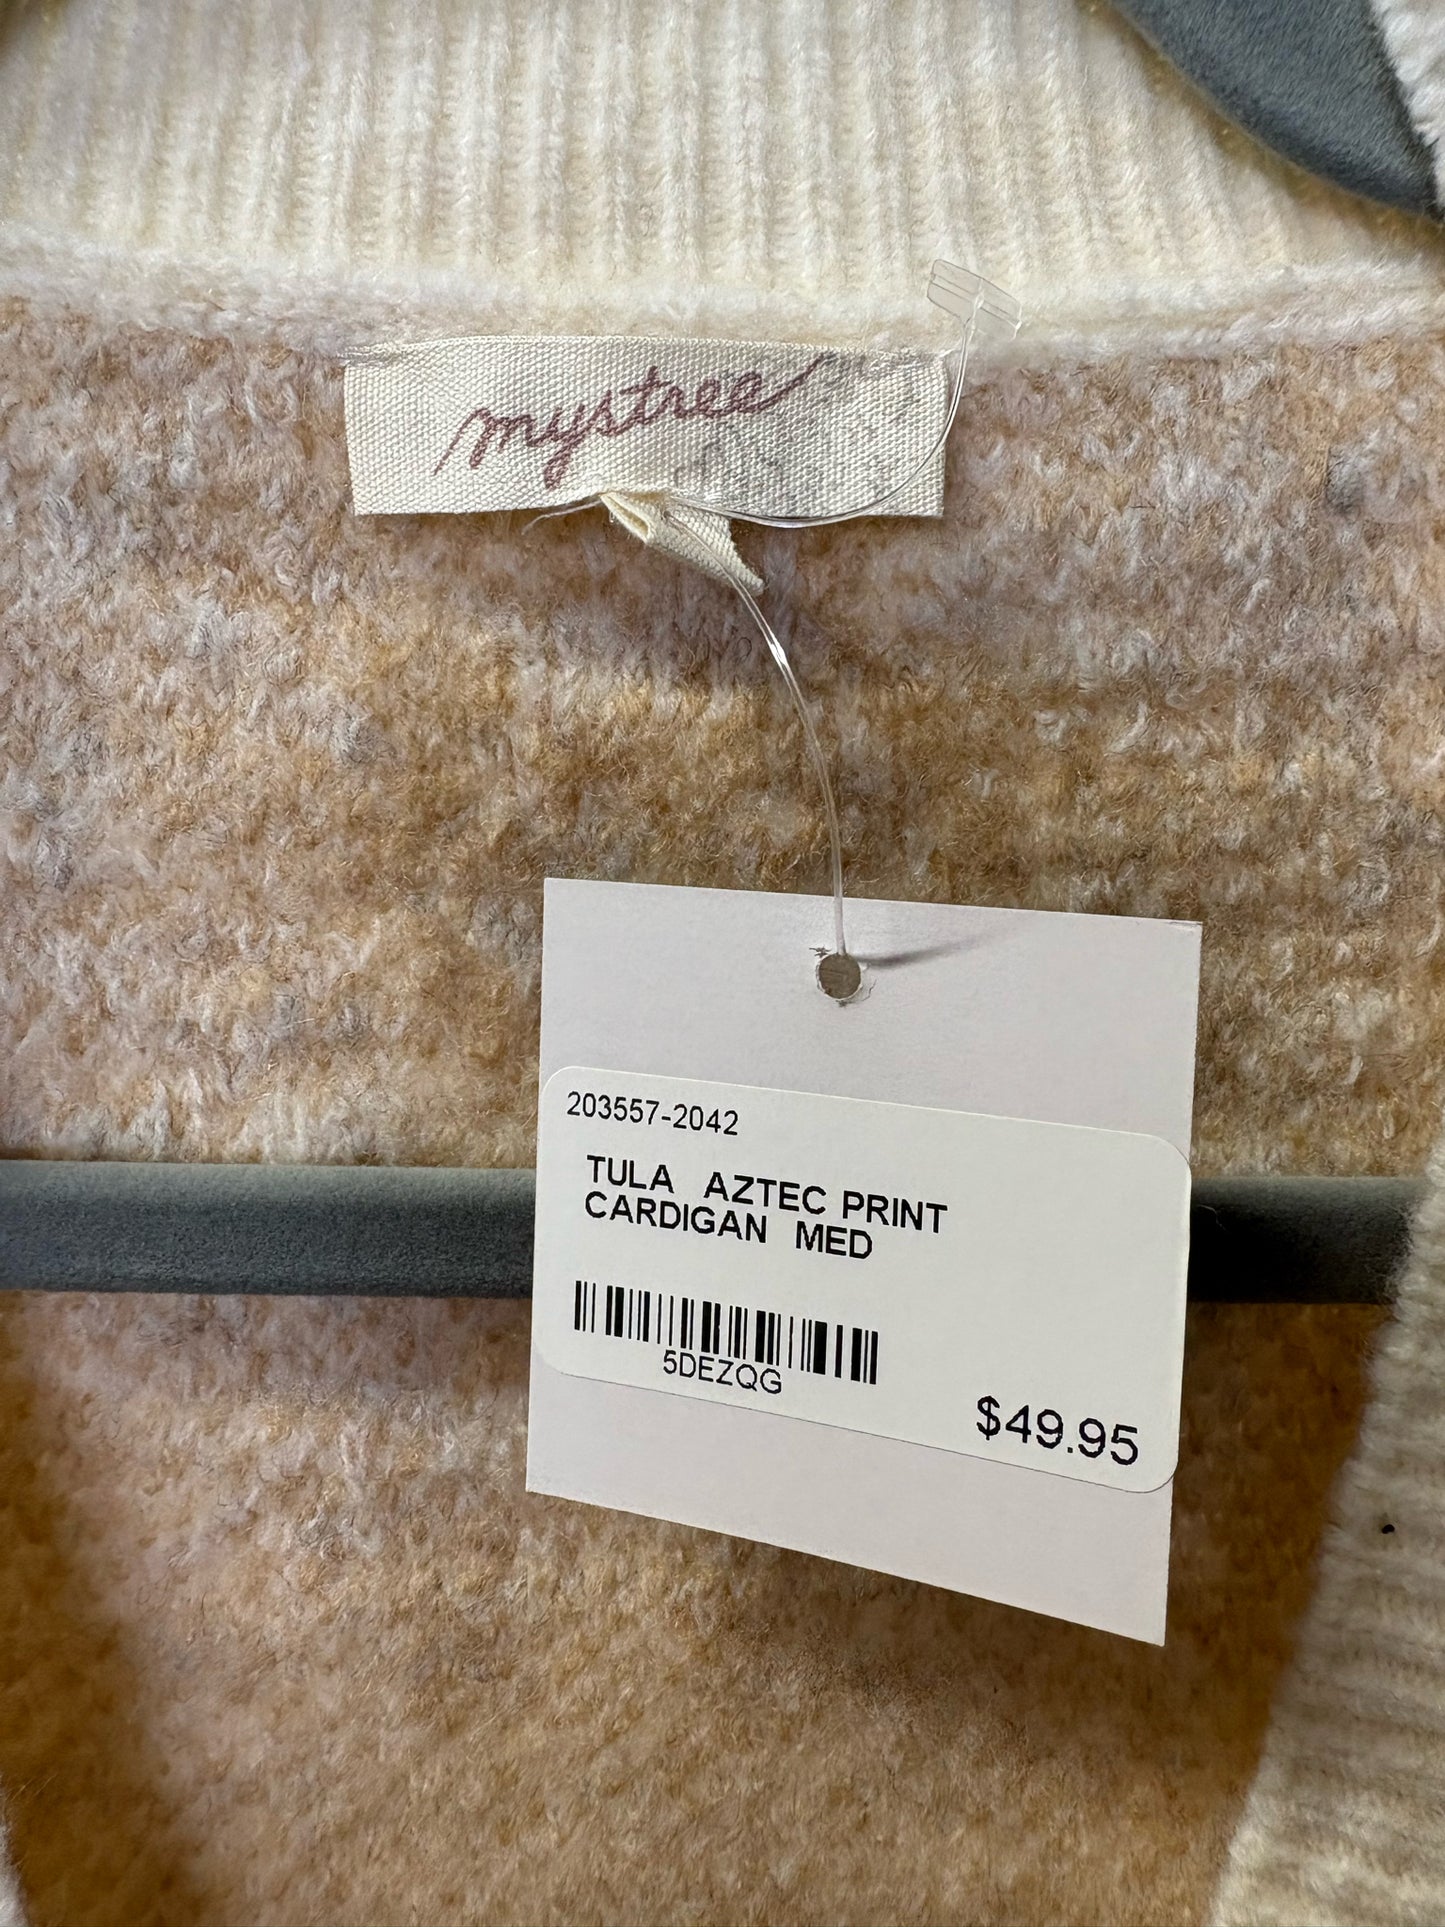 mystree
203557-2042
TULA AZTEC PRINT
CARDIGAN MED
5DEZQG
$49.95